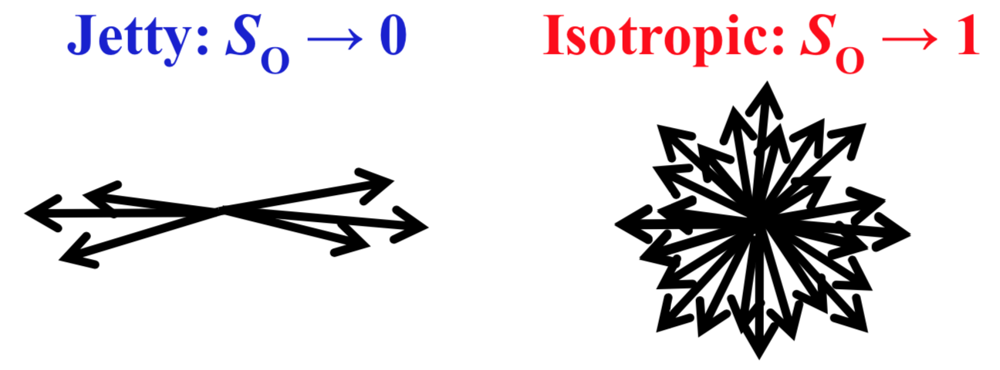 Jetty: S_O → 0
Isotropic: S_O → 1